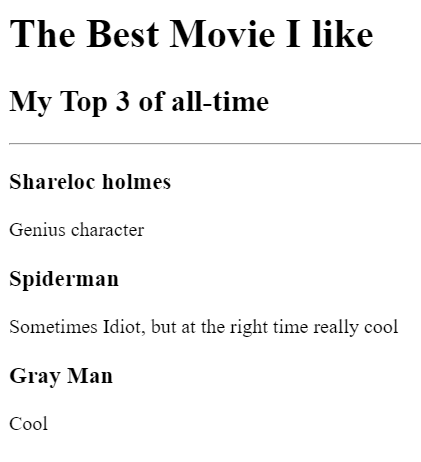 The Best Movie I like
My Top 3 of all-time
Shareloc holmes
Genius character
Spiderman
Sometimes Idiot, but at the right time really cool
Gray Man
Cool